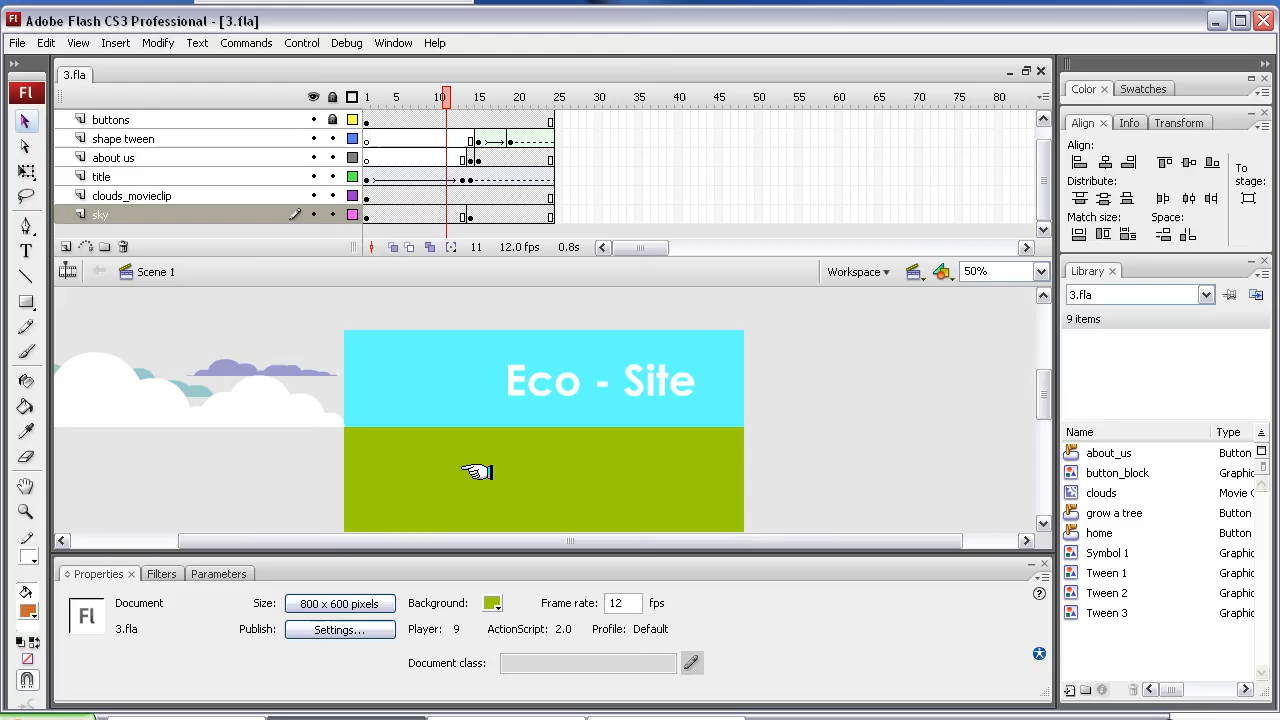 Fl Adobe Flash CS3 Professional - [3.fla]
File Edit View Insert Modify Text Commands Control Debug Window Help
3.fla
Fl
1 5 10 15 20 25 30 35 40 45 50 55 60 65 70 75 80
buttons
shape tween
about us
title
clouds_movieclip
sky
11 12.0 fps 0.8s
Scene 1
Workspace
50%
Eco - Site
Properties Filters Parameters
Fl
Document
3.fla
Size: 800 x 600 pixels Background: Frame rate: 12 fps
Publish: Settings... Player: 9 ActionScript: 2.0 Profile: Default
Document class:
Color Swatches
Align Info Transform
Align:
To stage:
Distribute:
Match size: Space:
Library
3.fla
9 items
Name Type
about_us Button
button_block Graphic
clouds Movie C
grow a tree Button
home Button
Symbol 1 Graphic
Tween 1 Graphic
Tween 2 Graphic
Tween 3 Graphic